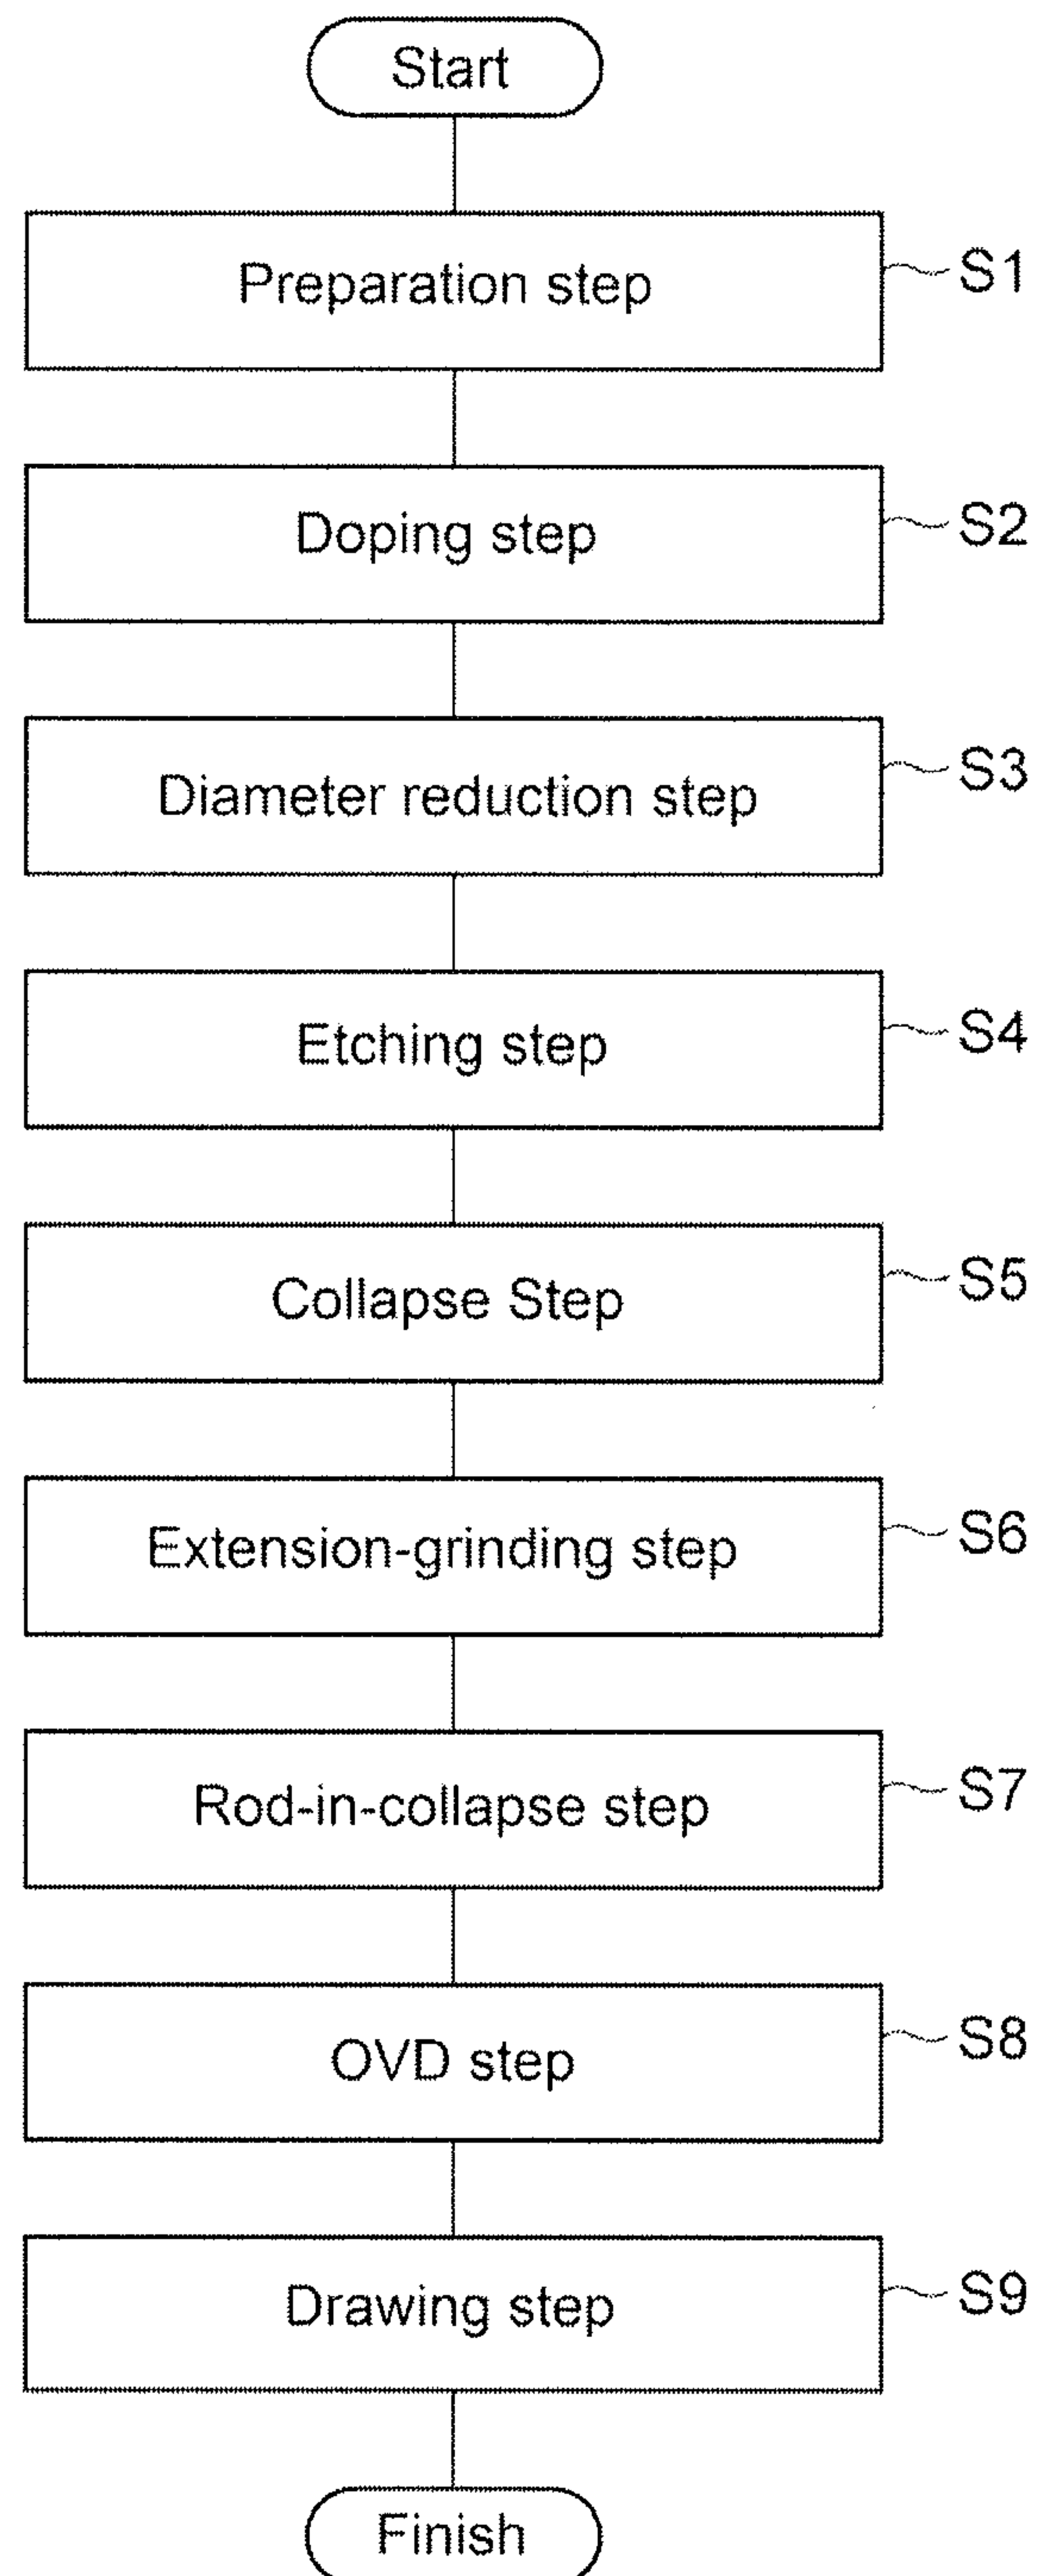 Start
Preparation step
S1
Doping step
S2
Diameter reduction step
S3
Etching step
S4
Collapse Step
S5
Extension-grinding step
S6
Rod-in-collapse step
S7
OVD step
S8
Drawing step
S9
Finish